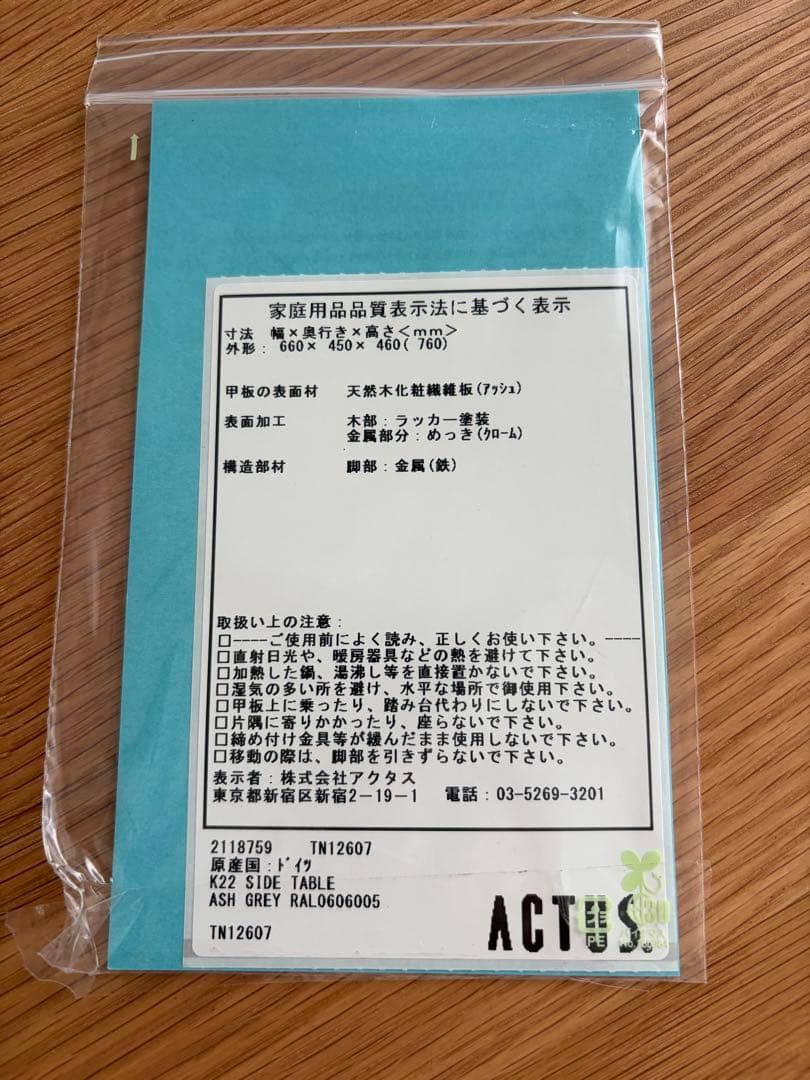 家庭用品品質表示法に基づく表示
寸法 幅×奥行き×高さ<mm>
外形: 660× 450× 460( 760)
甲板の表面材 天然木化粧繊維板(ｱｯｼｭ)
表面加工 木部:ラッカー塗装
金属部分:めっき(ｸﾛｰﾑ)
構造部材 脚部:金属(鉄)
取扱い上の注意:
□----ご使用前によく読み、正しくお使い下さい。----
□直射日光や、暖房器具などの熱を避けて下さい。
□加熱した鍋、湯沸し等を直接置かないで下さい。
□湿気の多い所を避け、水平な場所で御使用下さい。
□甲板上に乗ったり、踏み台代わりにしないで下さい。
□片隅に寄りかかったり、座らないで下さい。
□締め付け金具等が緩んだまま使用しないで下さい。
□移動の際は、脚部を引きずらないで下さい。
表示者:株式会社アクタス
東京都新宿区新宿2-19-1 電話:03-5269-3201
2118759 TN12607
原産国:ﾄﾞｲﾂ
K22 SIDE TABLE
ASH GREY RAL0606005
TN12607
ACTUS.
PE